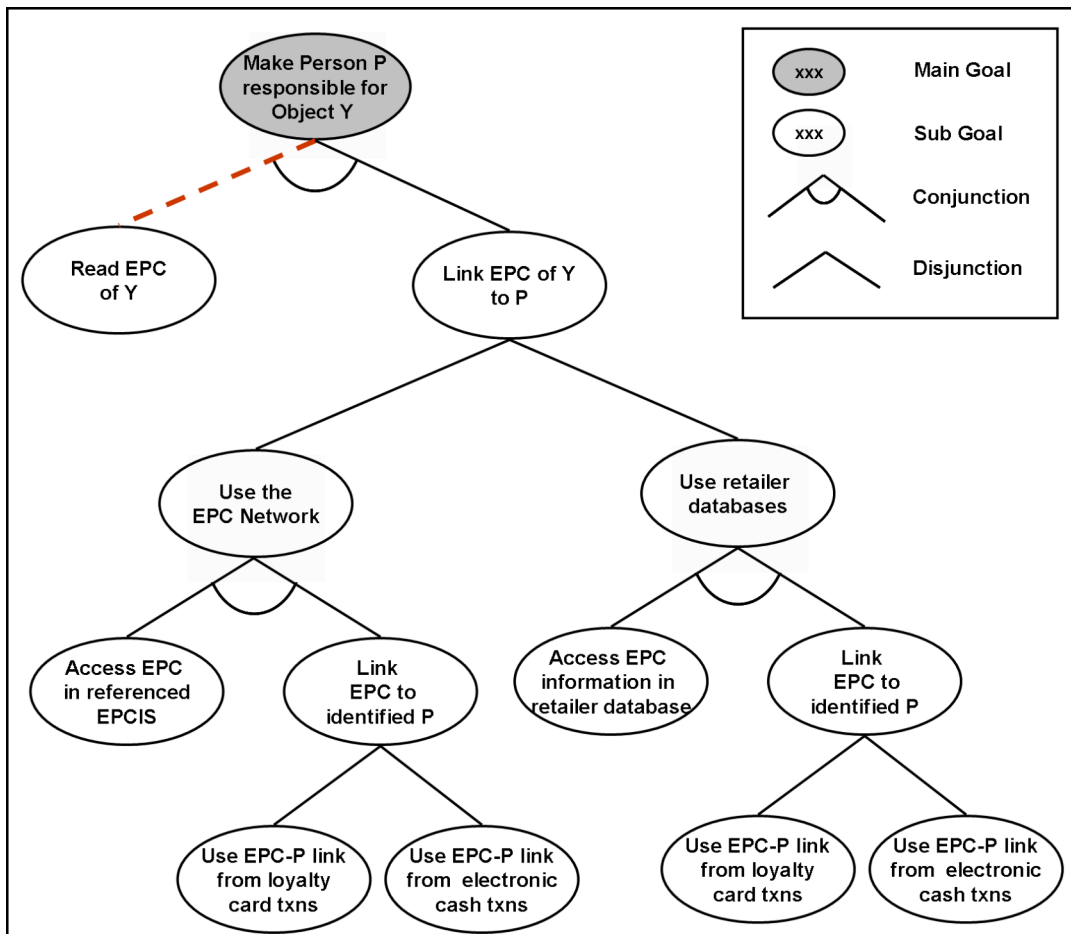 Make Person P
responsible for
Object Y
xxx
Main Goal
xxx
Sub Goal
Conjunction
Disjunction
Read EPC
of Y
Link EPC of Y
to P
Use the
EPC Network
Use retailer
databases
Access EPC
in referenced
EPCIS
Link
EPC to
identified P
Access EPC
information in
retailer database
Link
EPC to
identified P
Use EPC-P link
from loyalty
card txns
Use EPC-P link
from electronic
cash txns
Use EPC-P link
from loyalty
card txns
Use EPC-P link
from electronic
cash txns